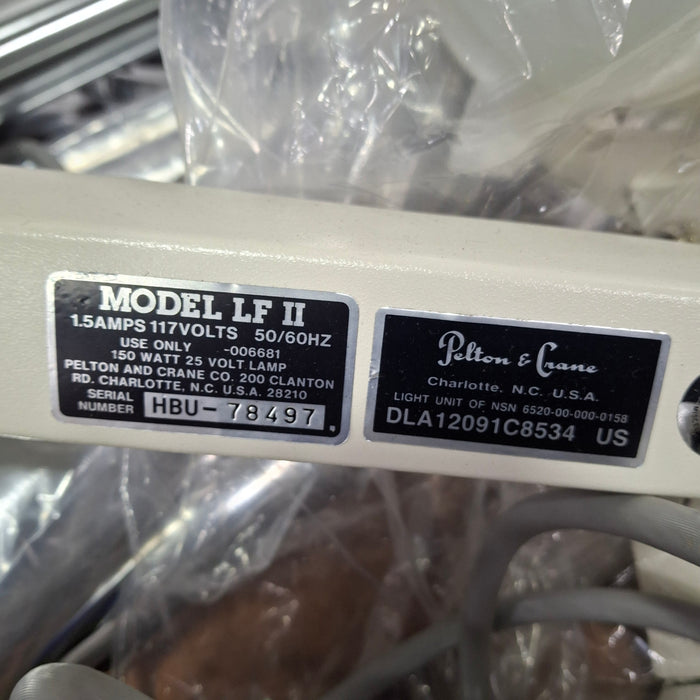 MODEL LF II
1.5AMPS 117VOLTS 50/60HZ
USE ONLY -006681
150 WATT 25 VOLT LAMP
PELTON AND CRANE CO. 200 CLANTON
RD. CHARLOTTE, N.C. U.S.A. 28210
SERIAL
NUMBER HBU- 78497
Pelton & Crane
Charlotte, N.C. U.S.A.
LIGHT UNIT OF NSN 6520-00-000-0158
DLA12091C8534 US